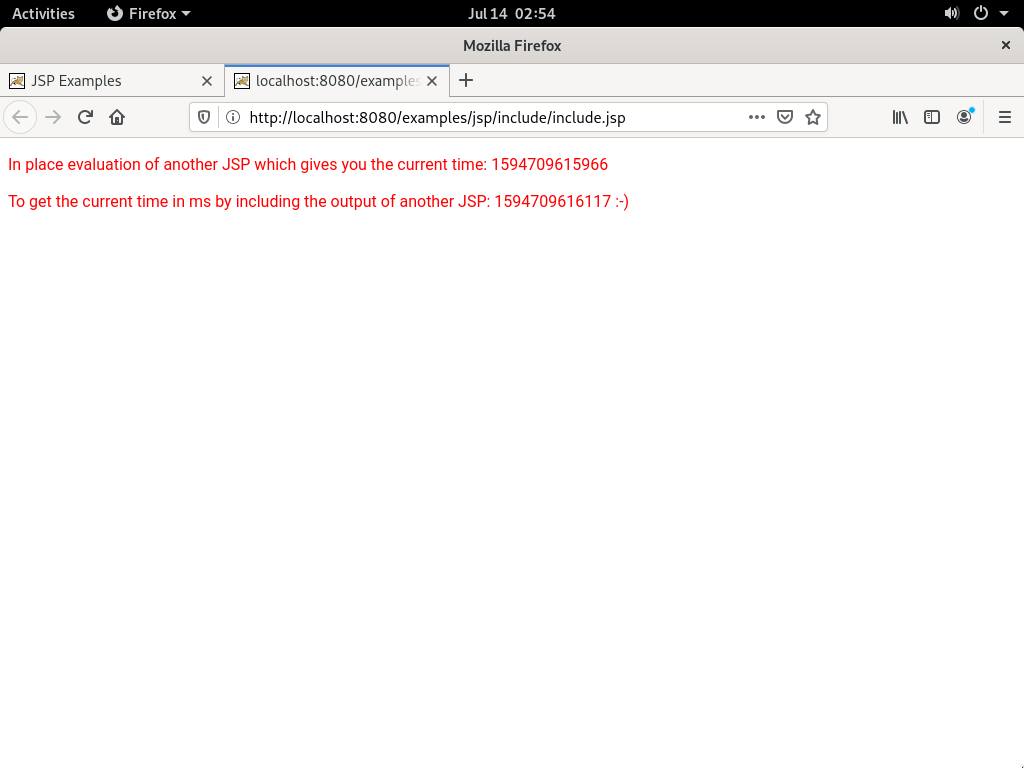 Activities
Firefox
Jul 14 02:54
Mozilla Firefox
JSP Examples
localhost:8080/examples
http://localhost:8080/examples/jsp/include/include.jsp
In place evaluation of another JSP which gives you the current time: 1594709615966
To get the current time in ms by including the output of another JSP: 1594709616117 :-)